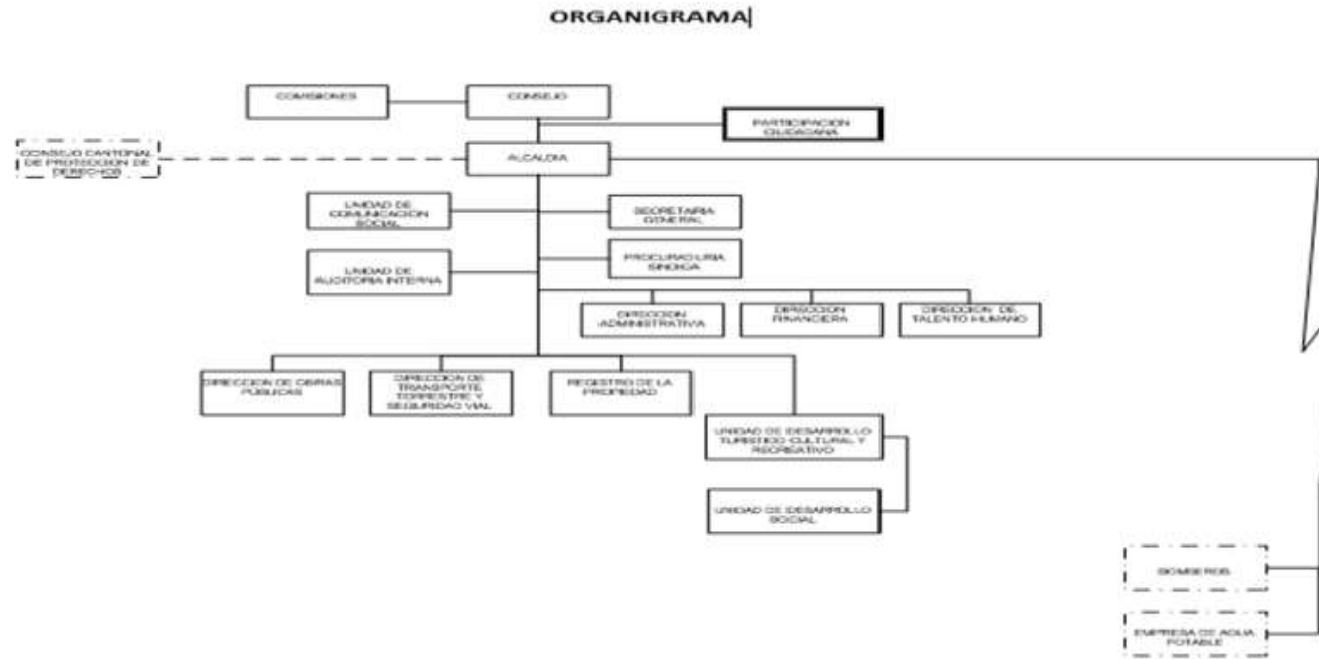 ORGANIGRAMA
COMISIONES
CONSEJO
PARTICIPACION
CIUDADANA
CONSEJO CANTONAL
DE PROTECCION DE
DERECHOS
ALCALDIA
UNIDAD DE
COMUNICACION
SOCIAL
SECRETARIA
GENERAL
UNIDAD DE
AUDITORIA INTERNA
PROCURADURIA
SINDICA
DIRECCION
ADMINISTRATIVA
DIRECCION
FINANCIERA
DIRECCION DE
TALENTO HUMANO
DIRECCION DE OBRAS
PÚBLICAS
DIRECCION DE
TRANSPORTE
TERRESTRE Y
SEGURIDAD VIAL
REGISTRO DE LA
PROPIEDAD
UNIDAD DE DESARROLLO
TURISTICO CULTURAL Y
RECREATIVO
UNIDAD DE DESARROLLO
SOCIAL
BOMBEROS
EMPRESA DE AGUA
POTABLE